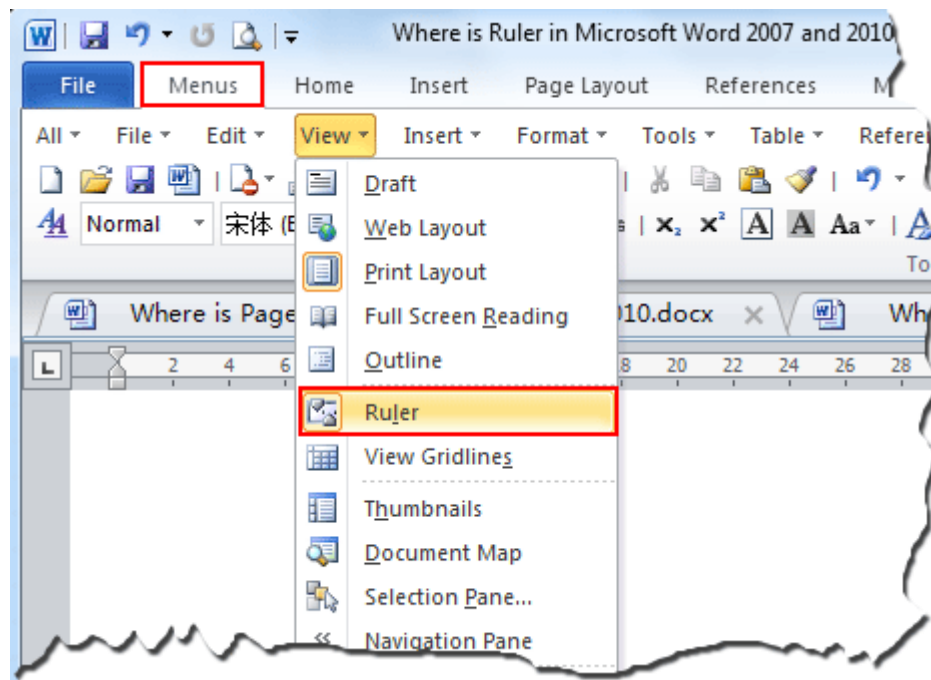 Where is Ruler in Microsoft Word 2007 and 2010
File Menus Home Insert Page Layout References
All File Edit View Insert Format Tools Table
Normal 宋体
Draft
Web Layout
Print Layout
Full Screen Reading
Outline
Ruler
View Gridlines
Thumbnails
Document Map
Selection Pane...
Navigation Pane
Where is Page 10.docx
2 4 6 18 20 22 24 26 28